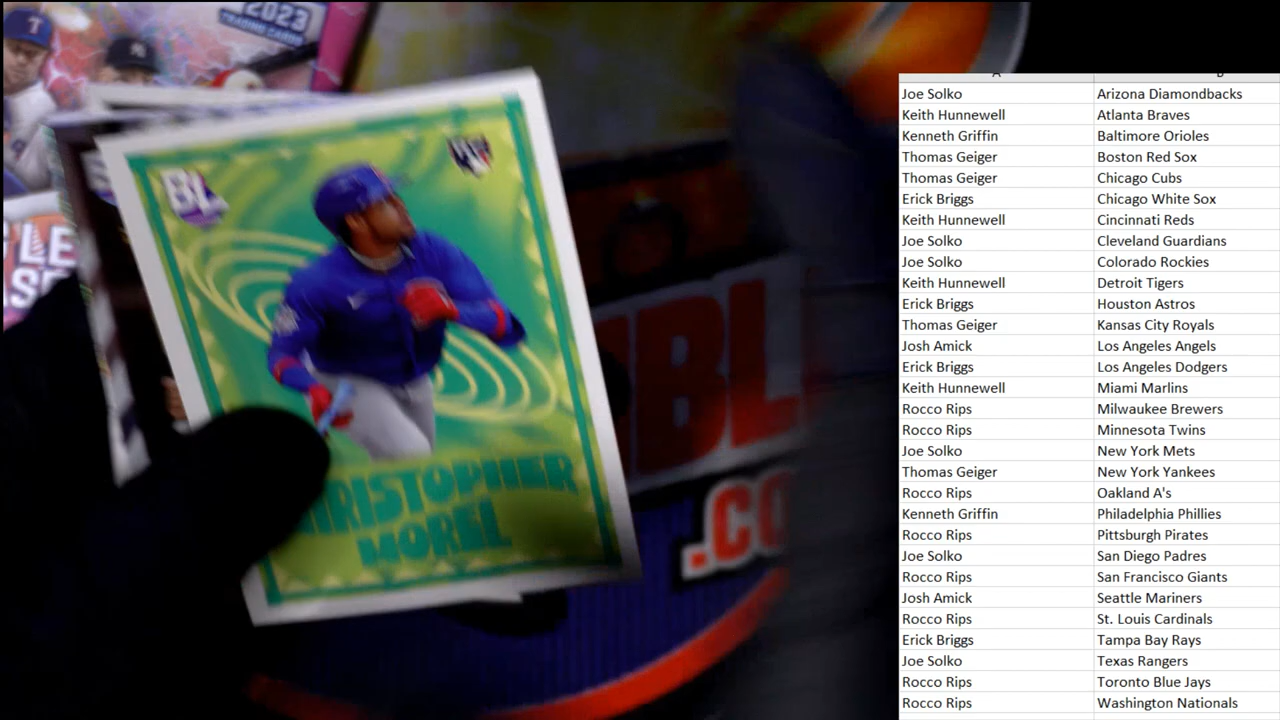 2023
TRADING CARDS
BL
CHRISTOPHER
MOREL
BL
.CO
A B
Joe Solko Arizona Diamondbacks
Keith Hunnewell Atlanta Braves
Kenneth Griffin Baltimore Orioles
Thomas Geiger Boston Red Sox
Thomas Geiger Chicago Cubs
Erick Briggs Chicago White Sox
Keith Hunnewell Cincinnati Reds
Joe Solko Cleveland Guardians
Joe Solko Colorado Rockies
Keith Hunnewell Detroit Tigers
Erick Briggs Houston Astros
Thomas Geiger Kansas City Royals
Josh Amick Los Angeles Angels
Erick Briggs Los Angeles Dodgers
Keith Hunnewell Miami Marlins
Rocco Rips Milwaukee Brewers
Rocco Rips Minnesota Twins
Joe Solko New York Mets
Thomas Geiger New York Yankees
Rocco Rips Oakland A's
Kenneth Griffin Philadelphia Phillies
Rocco Rips Pittsburgh Pirates
Joe Solko San Diego Padres
Rocco Rips San Francisco Giants
Josh Amick Seattle Mariners
Rocco Rips St. Louis Cardinals
Erick Briggs Tampa Bay Rays
Joe Solko Texas Rangers
Rocco Rips Toronto Blue Jays
Rocco Rips Washington Nationals